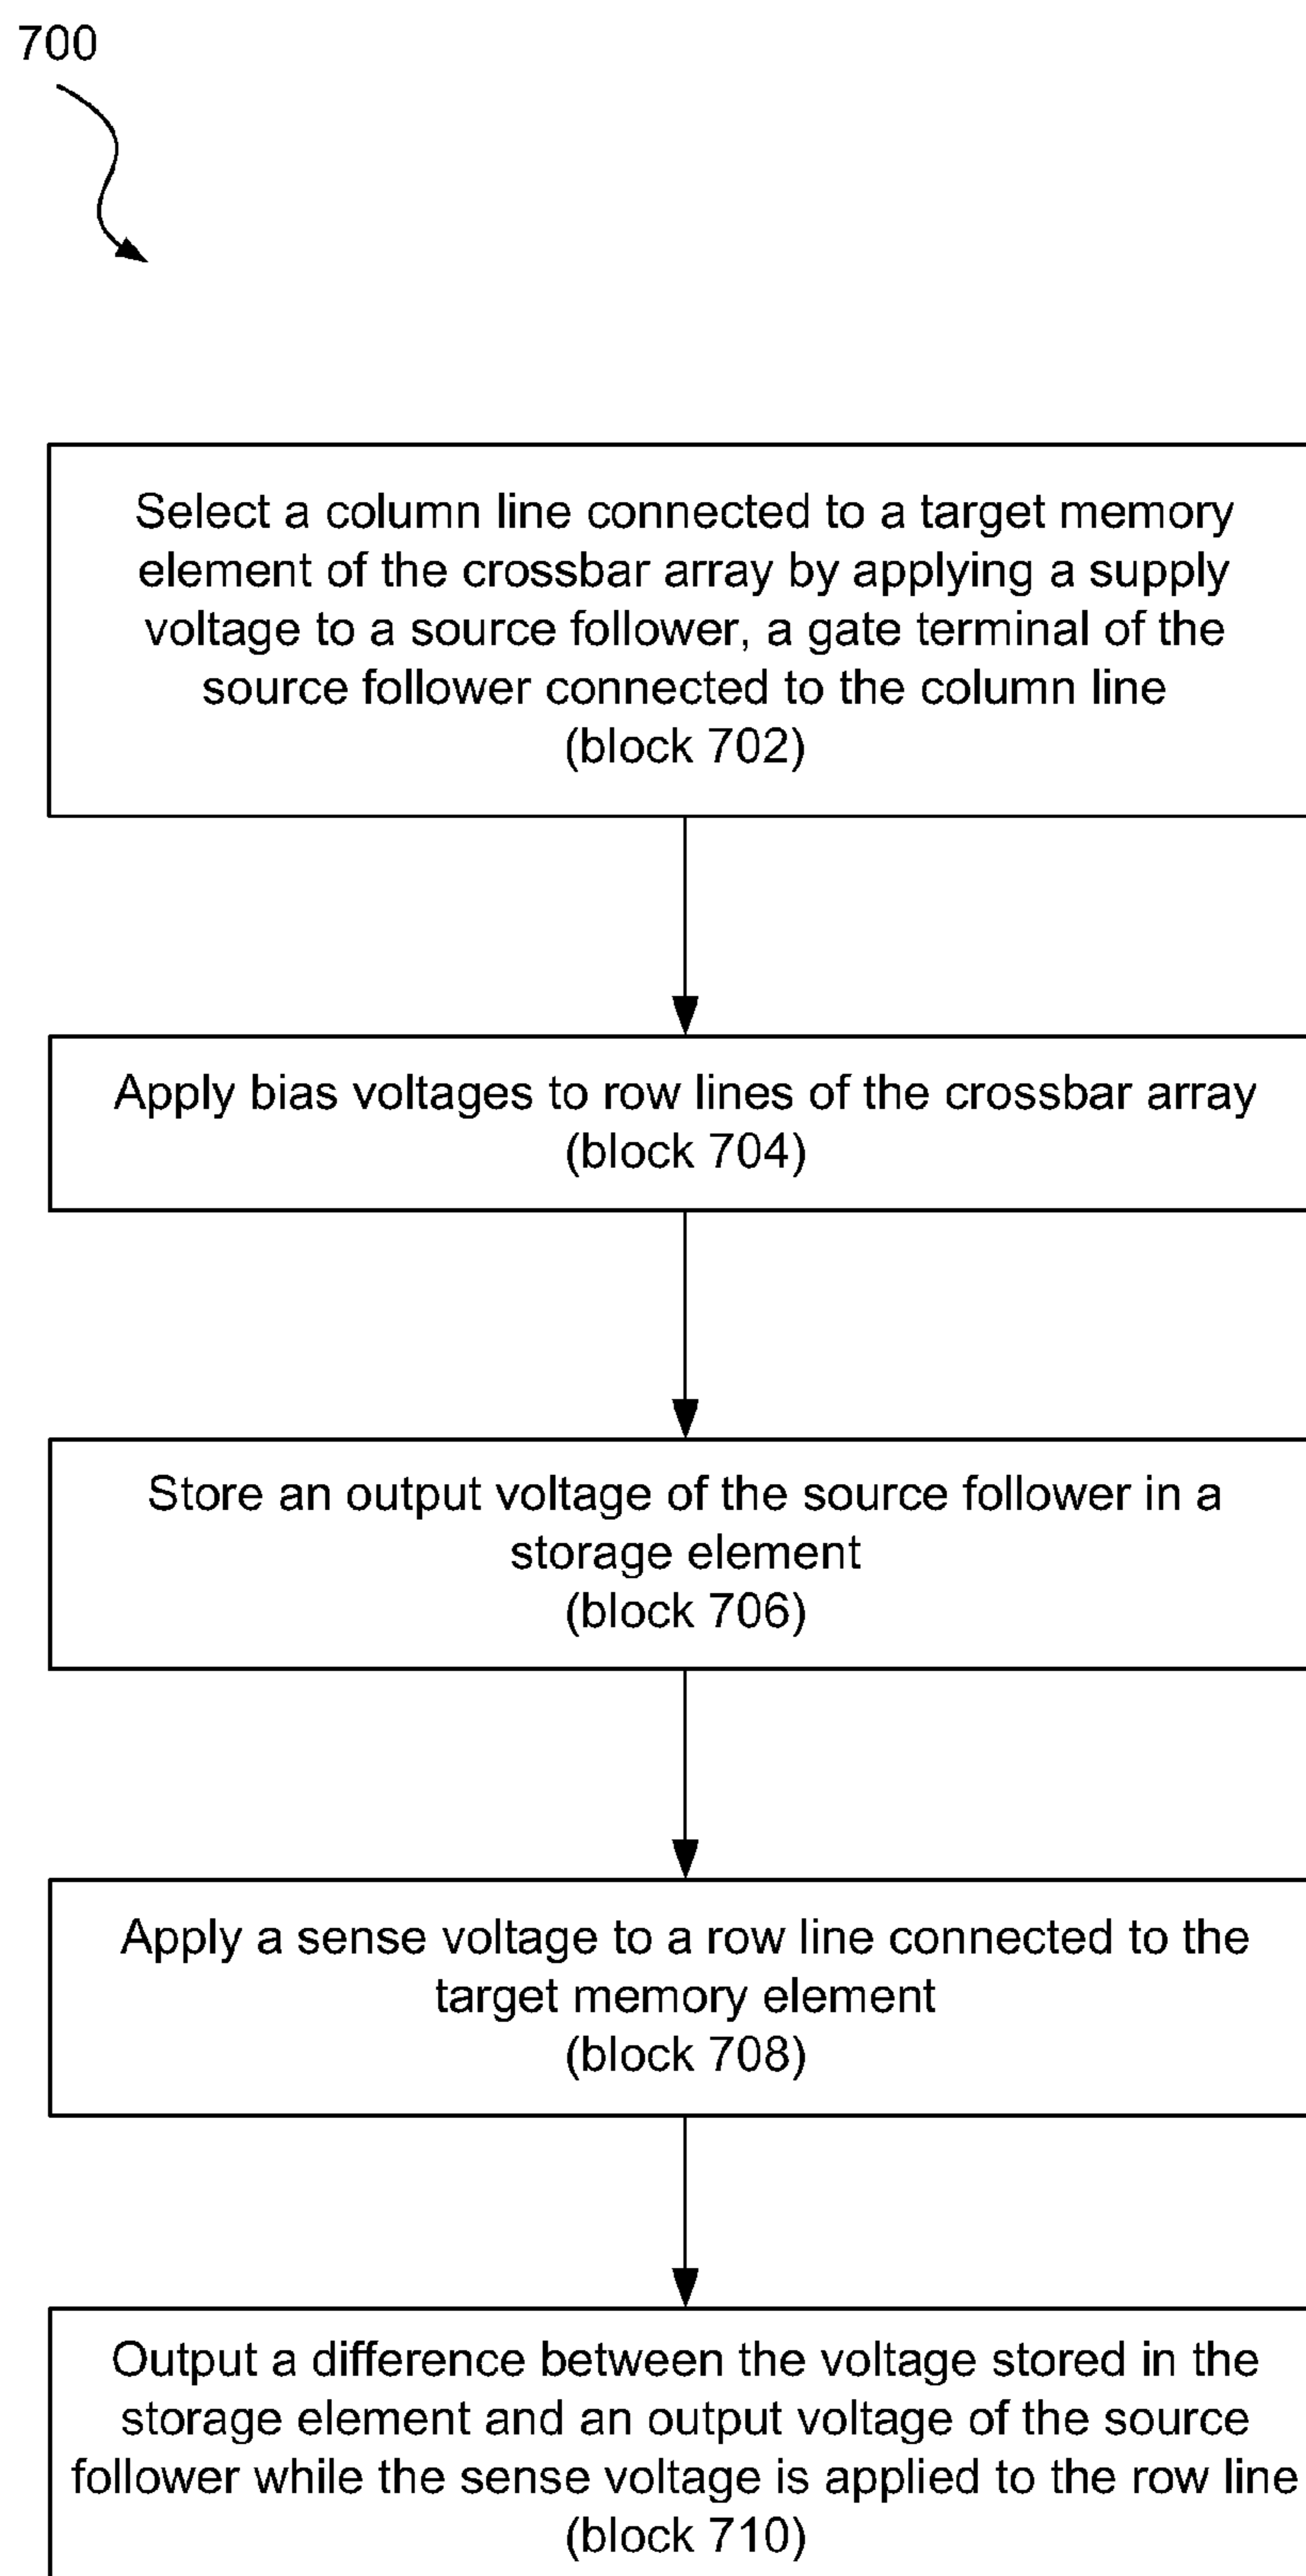 700
Select a column line connected to a target memory
element of the crossbar array by applying a supply
voltage to a source follower, a gate terminal of the
source follower connected to the column line
(block 702)
Apply bias voltages to row lines of the crossbar array
(block 704)
Store an output voltage of the source follower in a
storage element
(block 706)
Apply a sense voltage to a row line connected to the
target memory element
(block 708)
Output a difference between the voltage stored in the
storage element and an output voltage of the source
follower while the sense voltage is applied to the row line
(block 710)